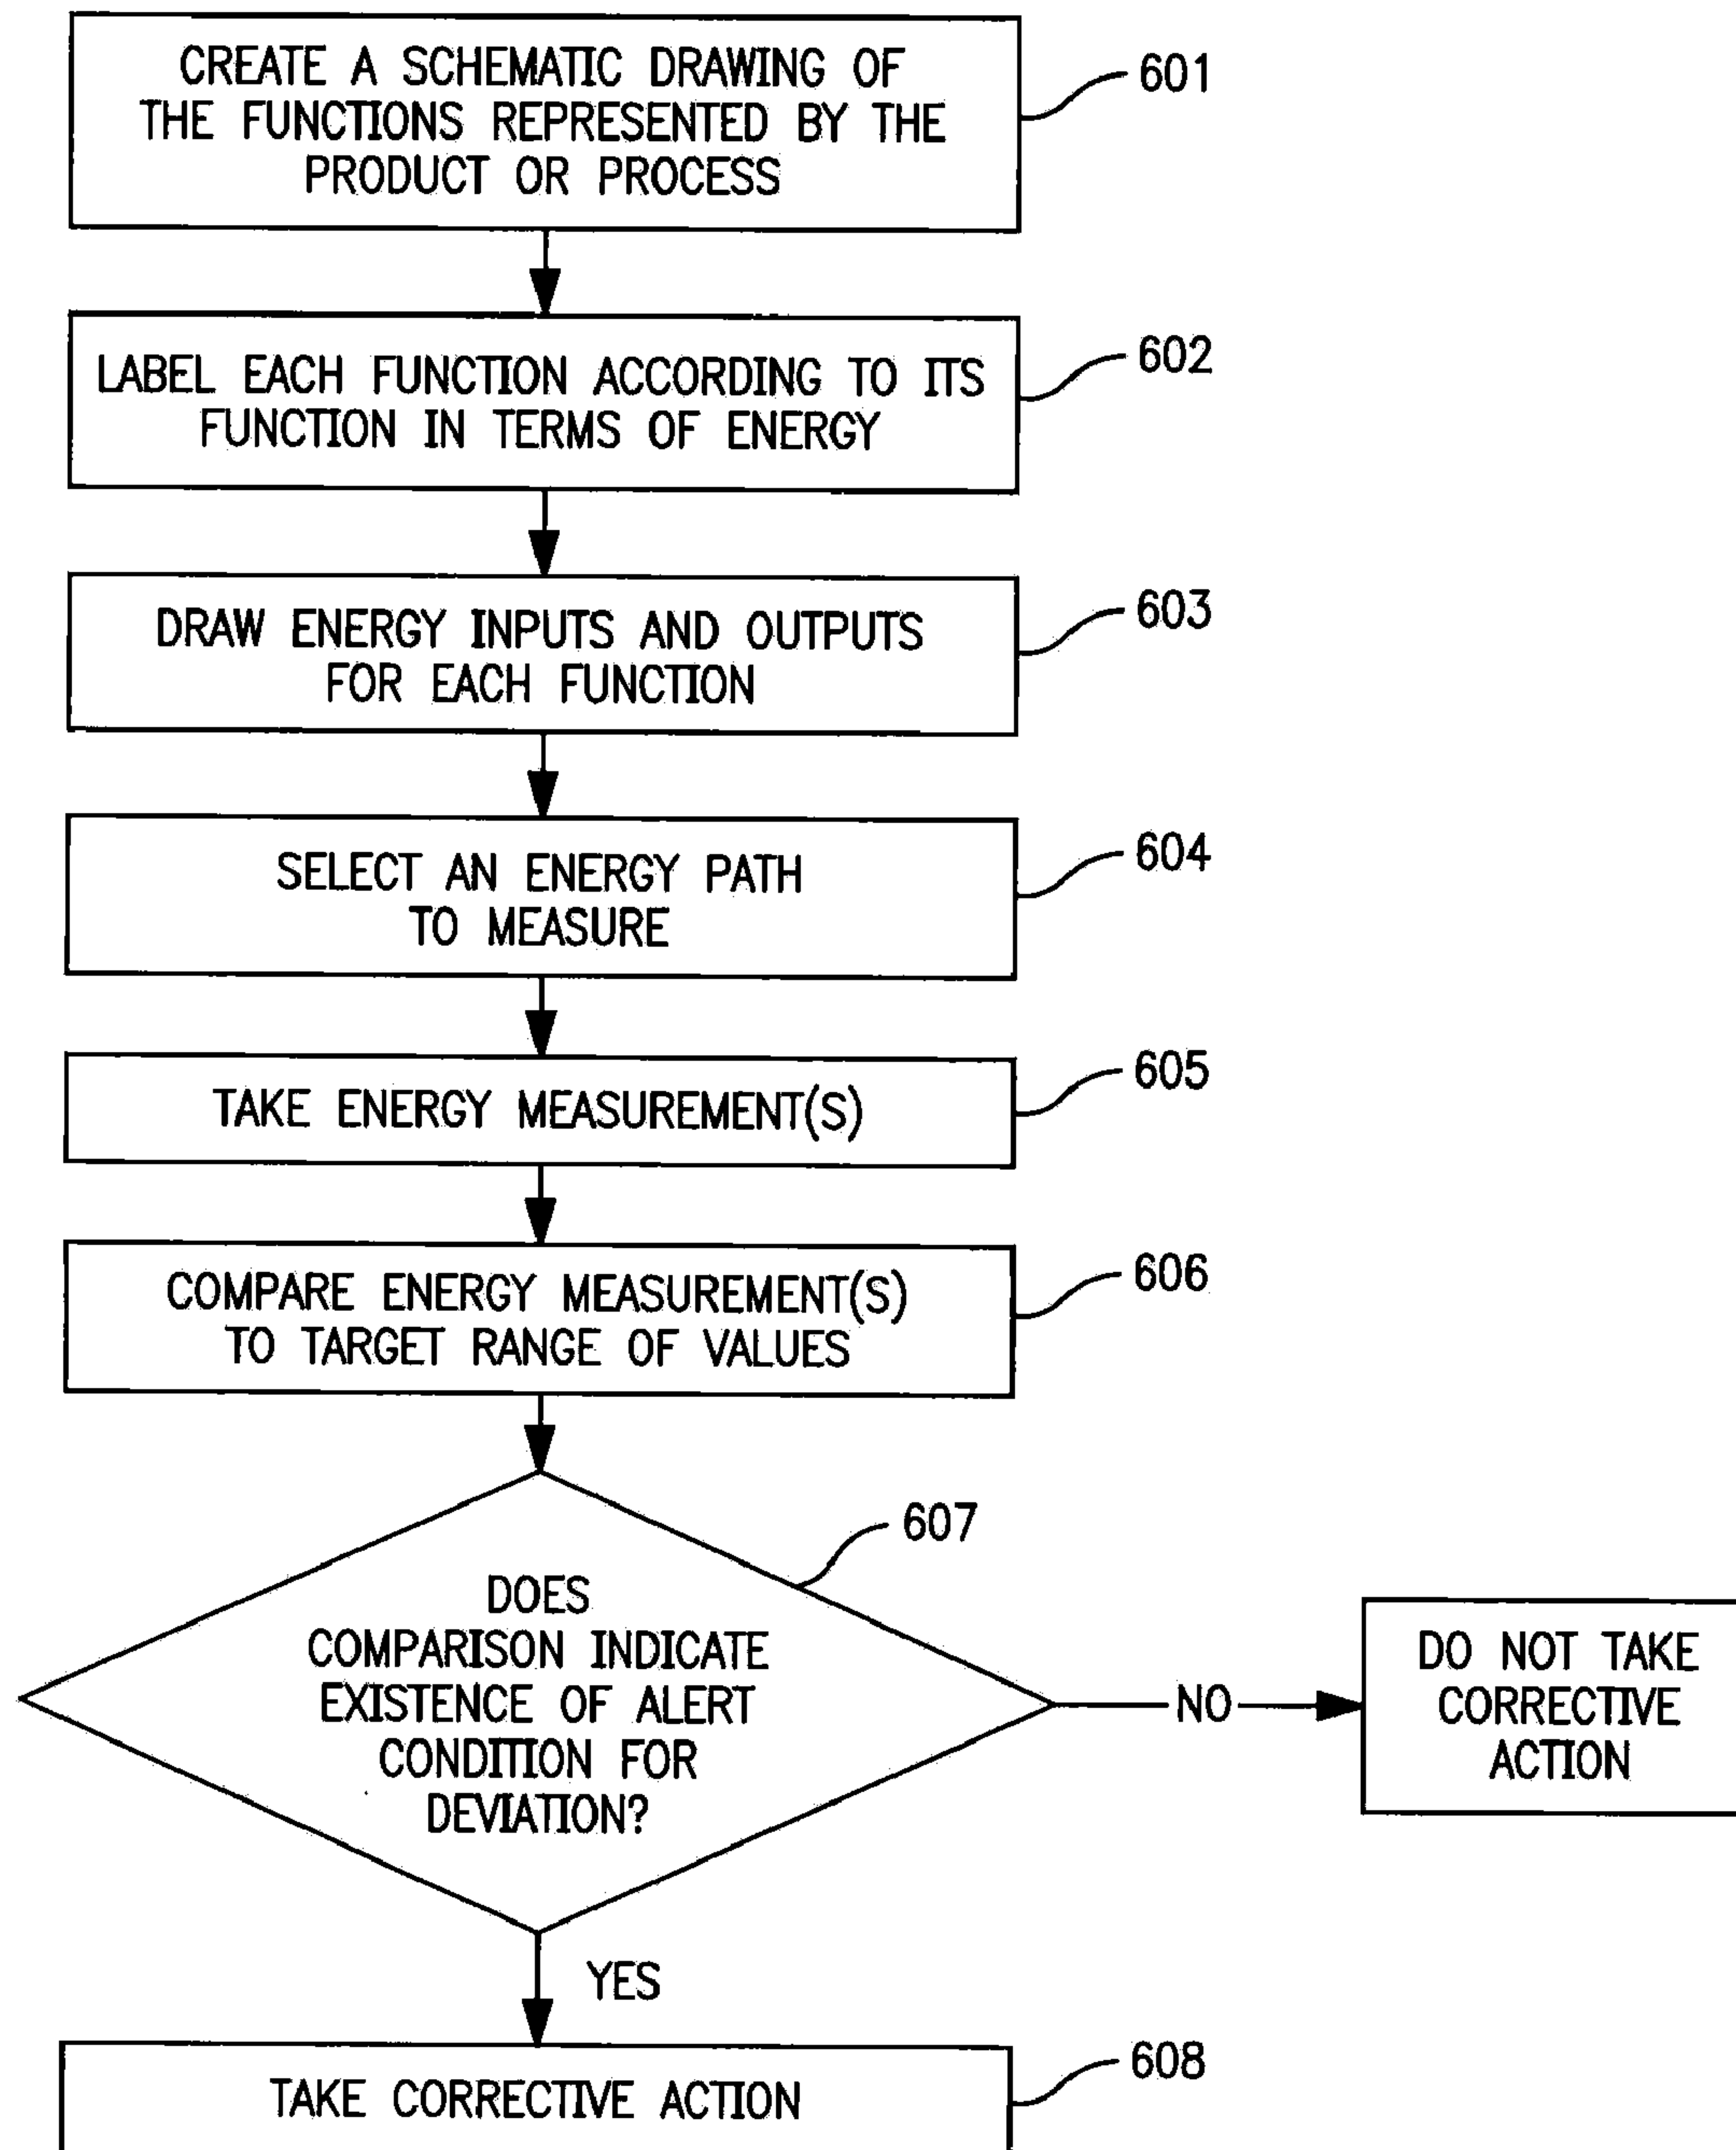 CREATE A SCHEMATIC DRAWING OF
THE FUNCTIONS REPRESENTED BY THE
PRODUCT OR PROCESS
601
LABEL EACH FUNCTION ACCORDING TO ITS
FUNCTION IN TERMS OF ENERGY
602
DRAW ENERGY INPUTS AND OUTPUTS
FOR EACH FUNCTION
603
SELECT AN ENERGY PATH
TO MEASURE
604
TAKE ENERGY MEASUREMENT(S)
605
COMPARE ENERGY MEASUREMENT(S)
TO TARGET RANGE OF VALUES
606
607
DOES
COMPARISON INDICATE
EXISTENCE OF ALERT
CONDITION FOR
DEVIATION?
NO
DO NOT TAKE
CORRECTIVE
ACTION
YES
TAKE CORRECTIVE ACTION
608